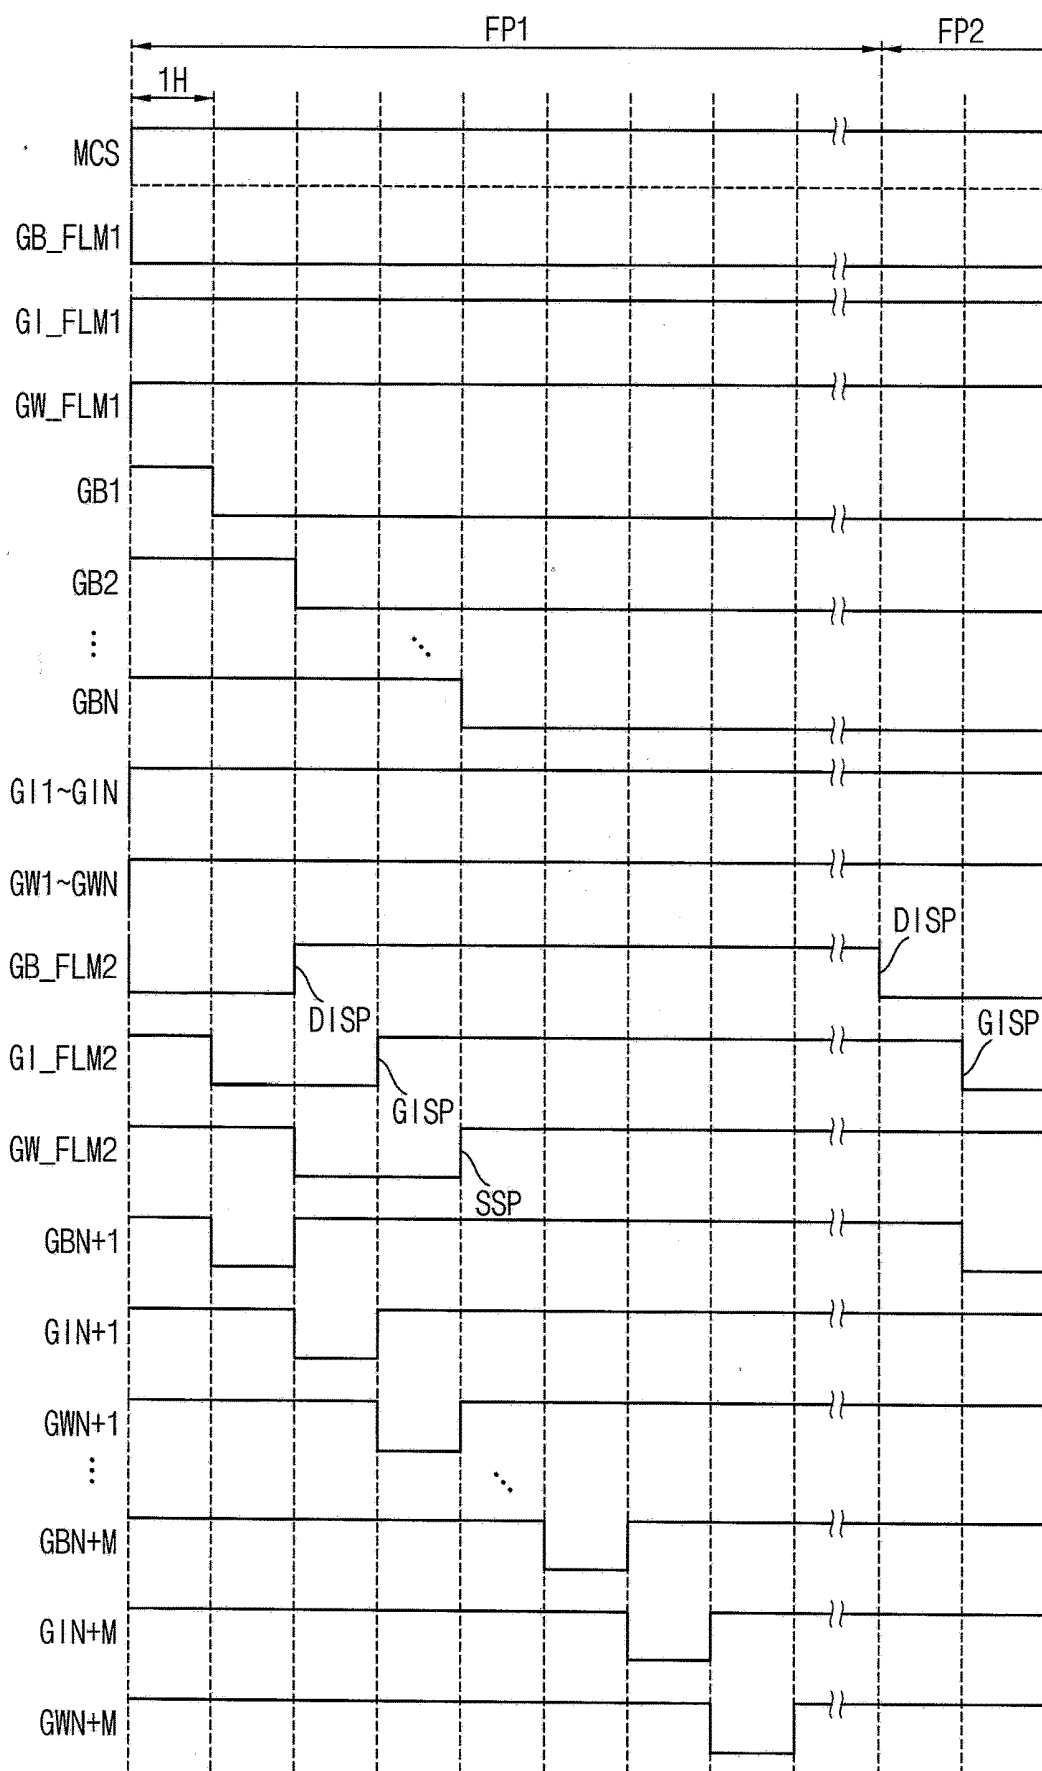 FP1 FP2
1H
MCS
GB_FLM1
GI_FLM1
GW_FLM1
GB1
GB2
⋮ ⋱
GBN
GI1~GIN
GW1~GWN
DISP
GB_FLM2
DISP
GISP
GI_FLM2
GISP
GW_FLM2
SSP
GBN+1
GIN+1
GWN+1
⋮ ⋱
GBN+M
GIN+M
GWN+M